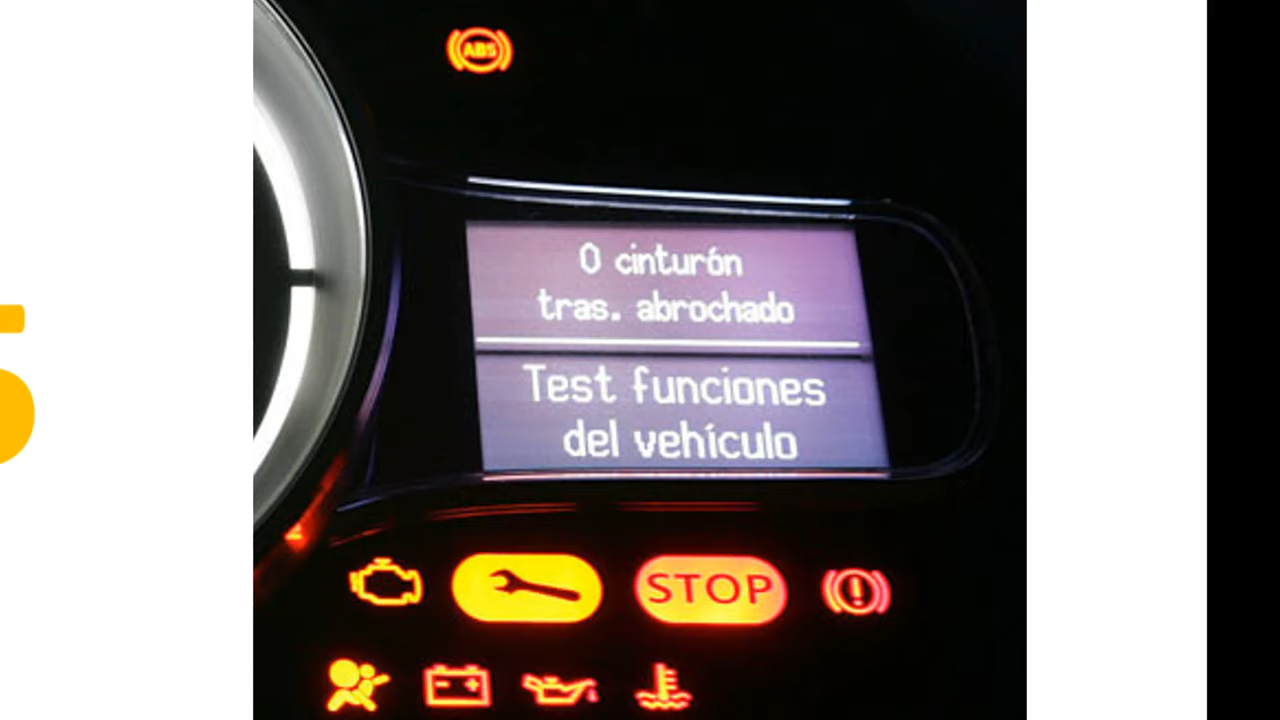 ABS
0 cinturón
tras. abrochado
Test funciones
del vehículo
STOP